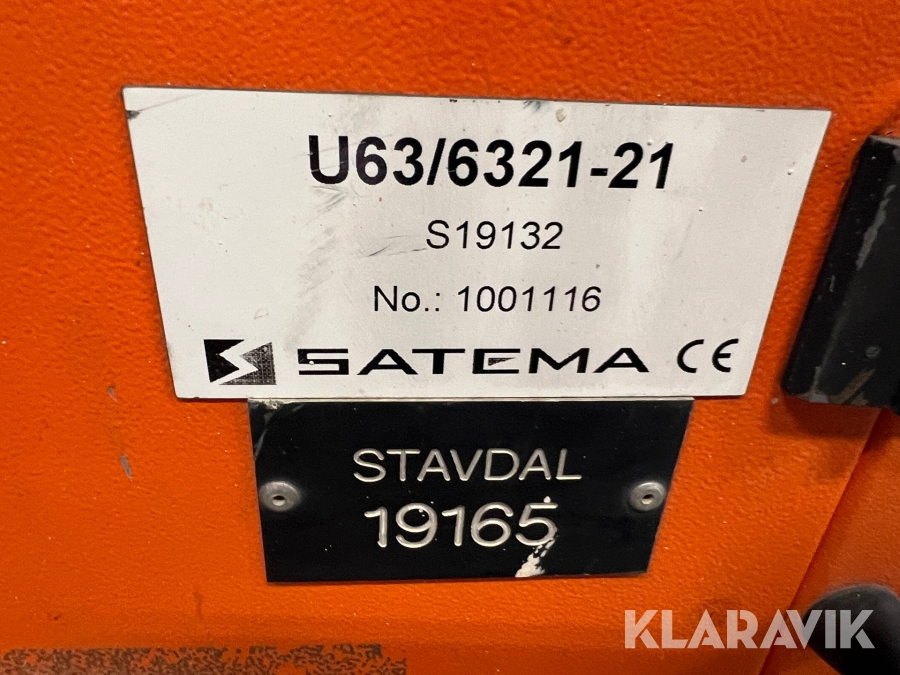 U63/6321-21
S19132
No.: 1001116
SATEMA CE
STAVDAL
19165
KLARAVIK